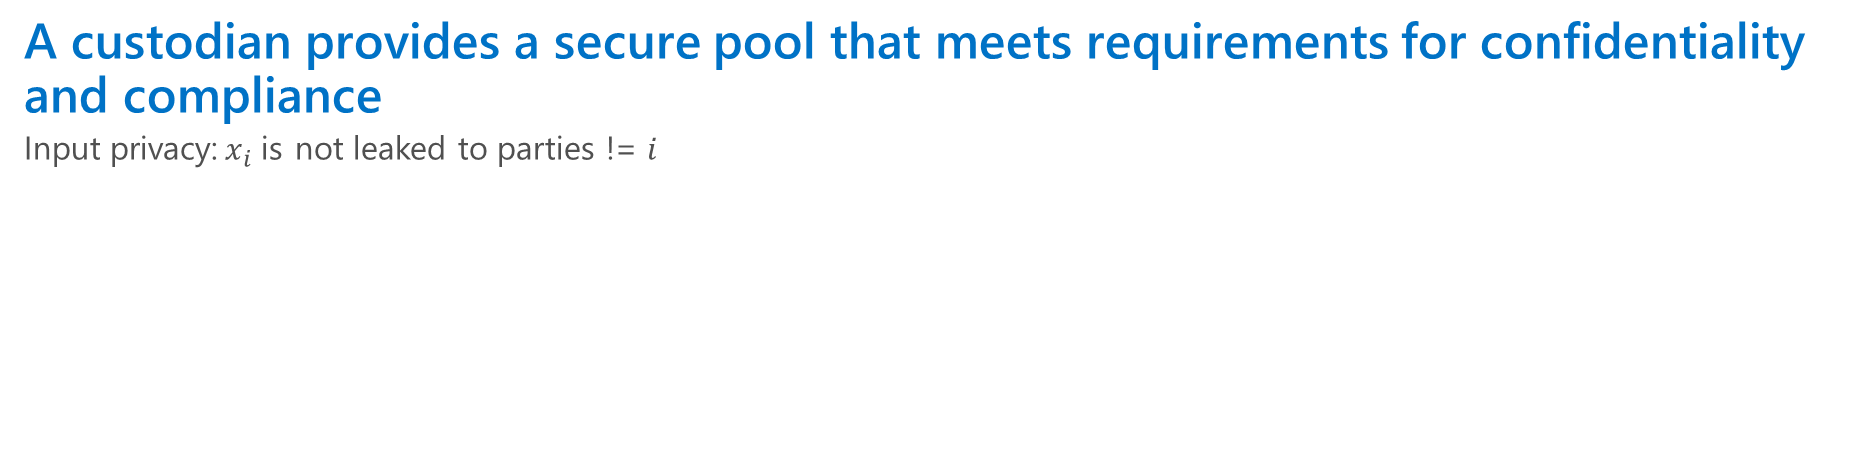 A custodian provides a secure pool that meets requirements for confidentiality
and compliance
Input privacy: 𝑥ᵢ is not leaked to parties != 𝑖